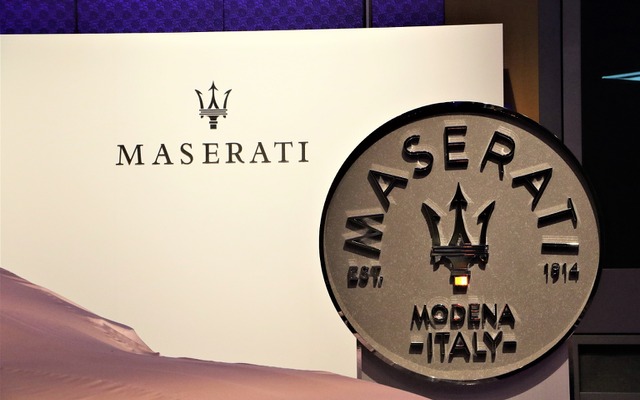 MASERATI
MASERATI
EST. 1914
MODENA
-ITALY-